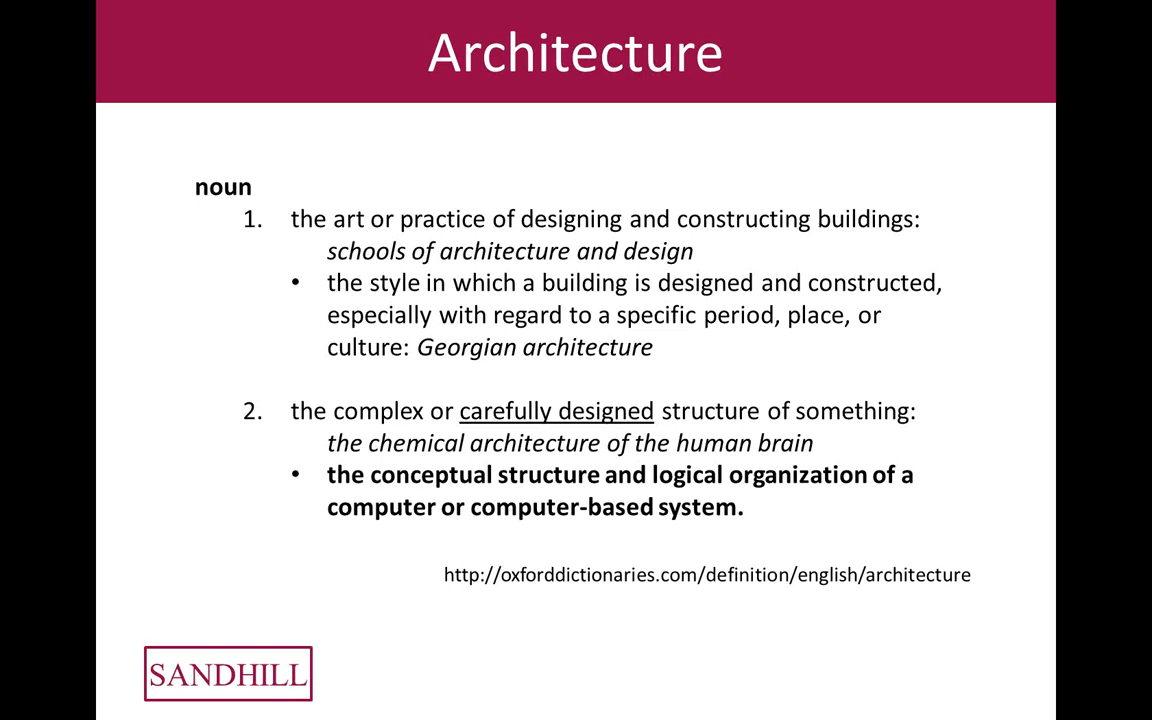 Architecture
noun
1. the art or practice of designing and constructing buildings:
schools of architecture and design
• the style in which a building is designed and constructed,
especially with regard to a specific period, place, or
culture: Georgian architecture
2. the complex or carefully designed structure of something:
the chemical architecture of the human brain
• the conceptual structure and logical organization of a
computer or computer-based system.
http://oxforddictionaries.com/definition/english/architecture
SANDHILL